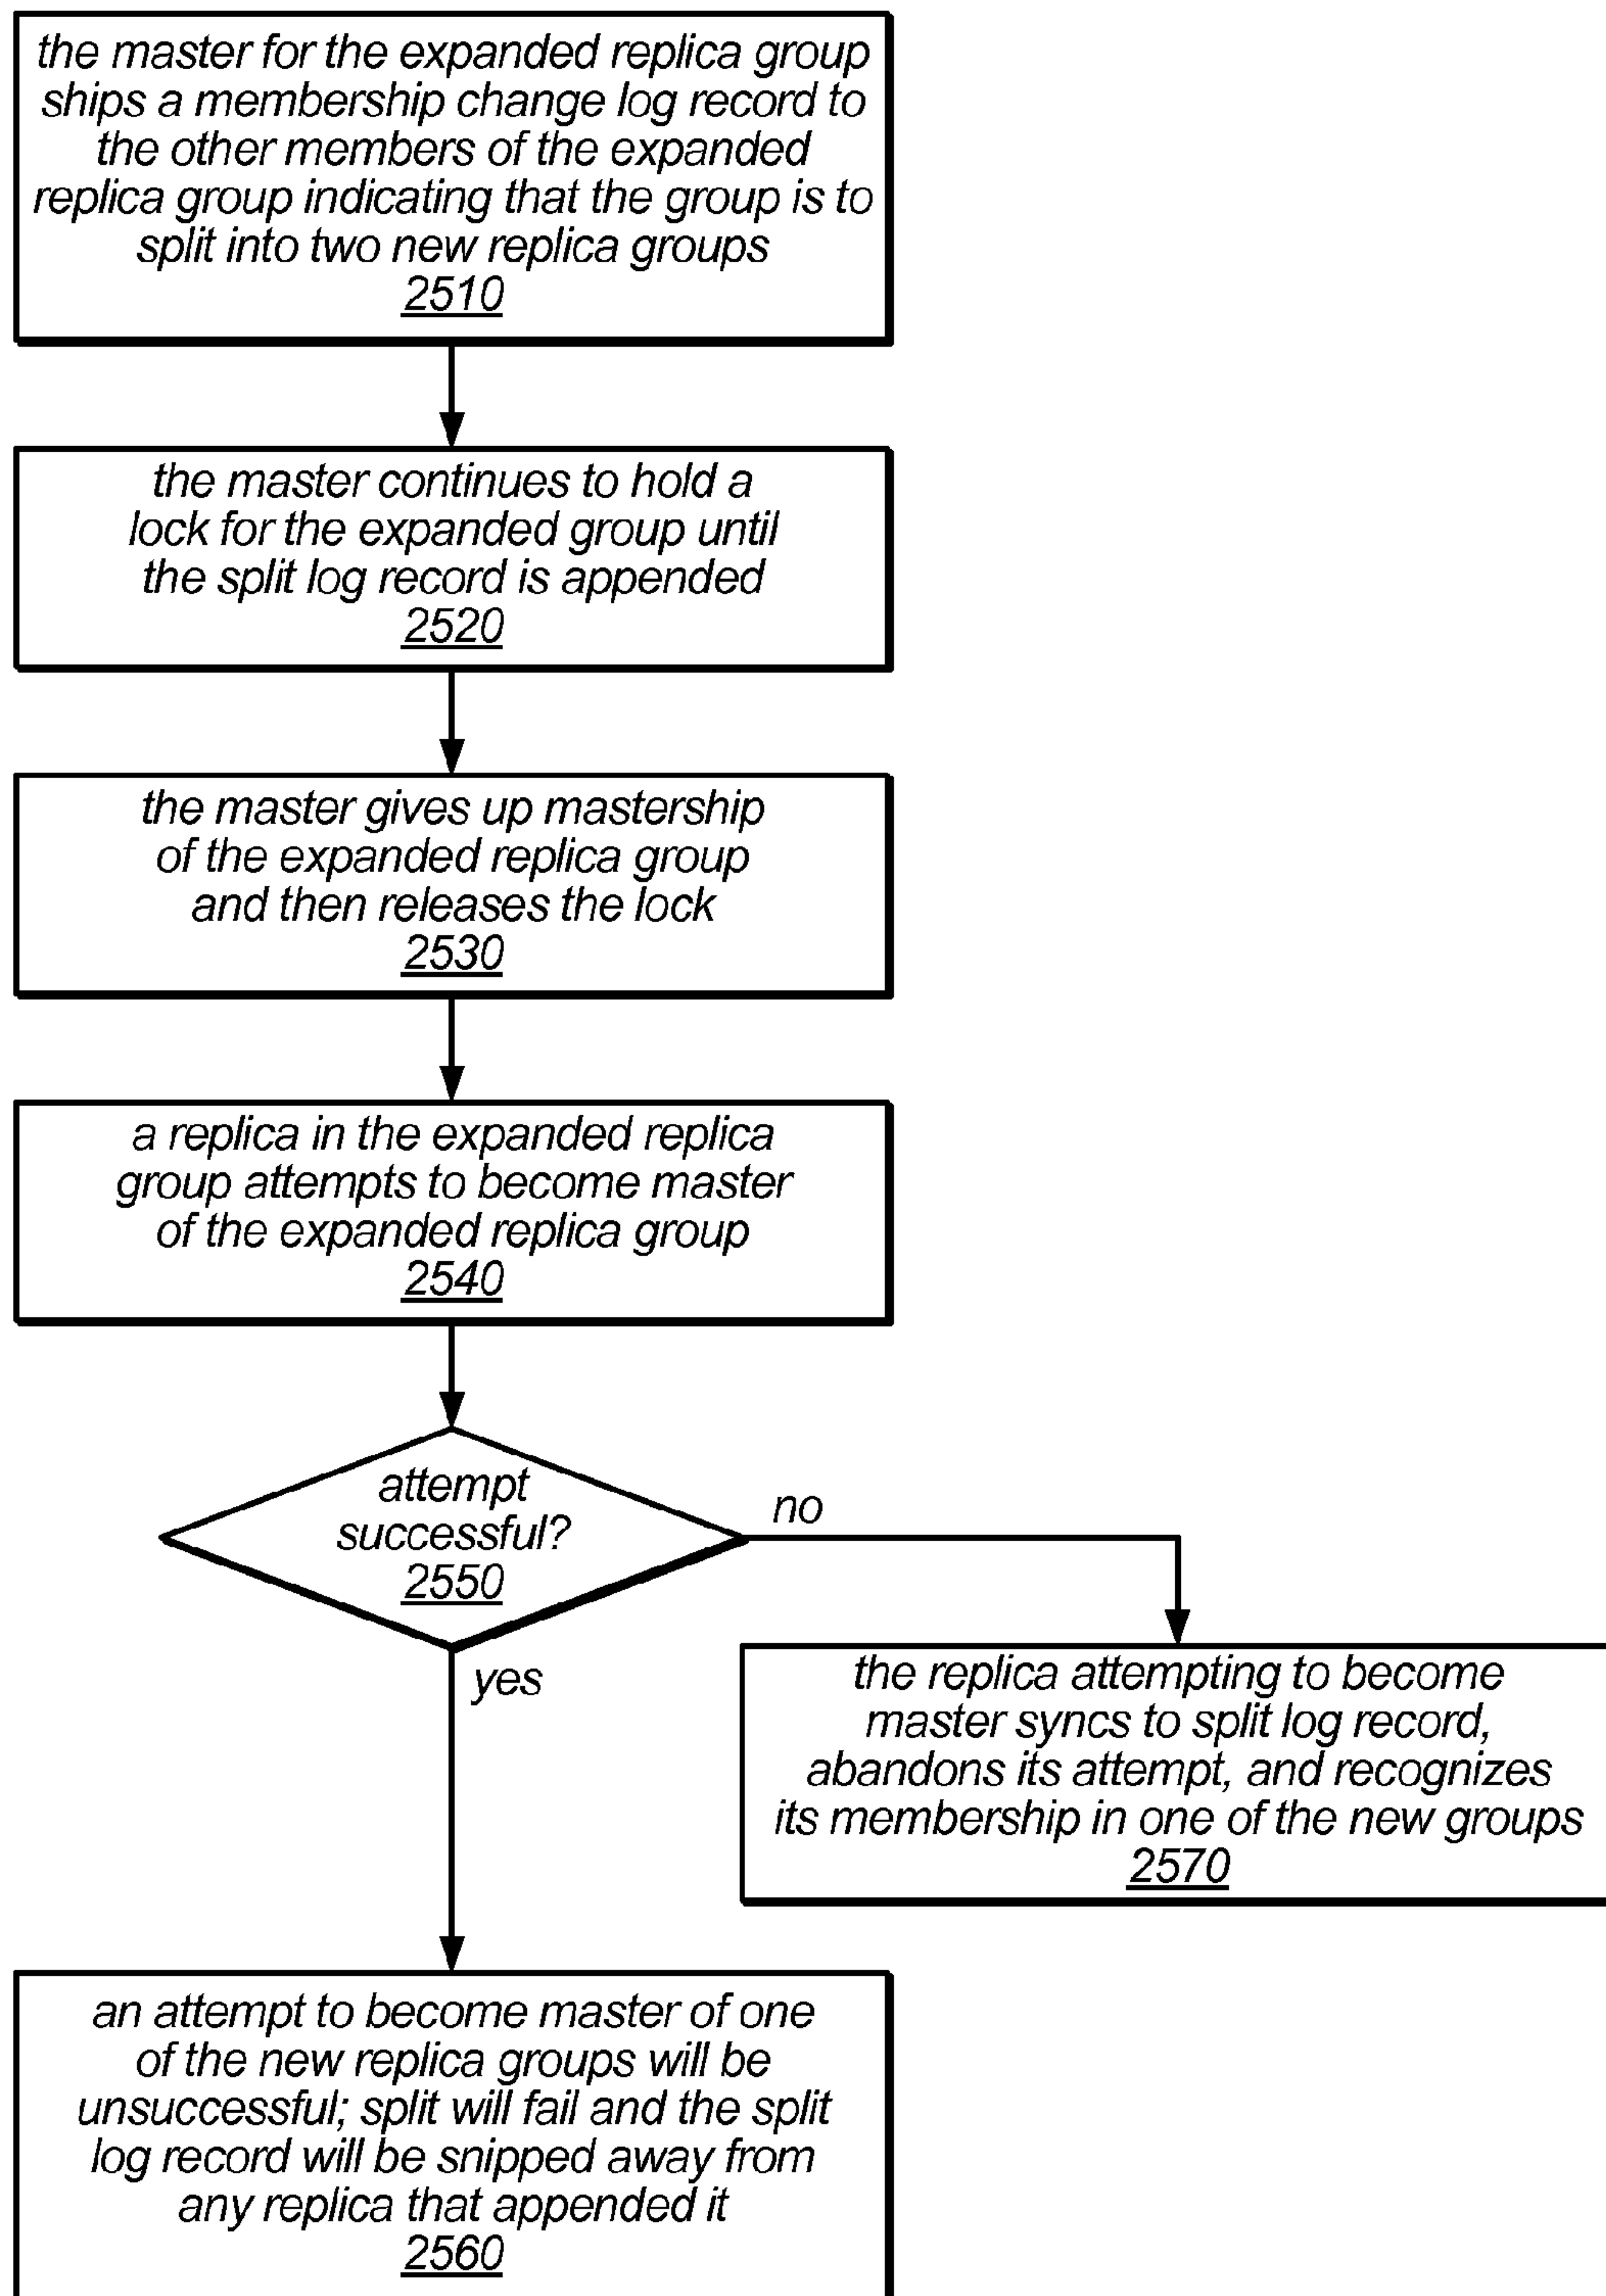 the master for the expanded replica group
ships a membership change log record to
the other members of the expanded
replica group indicating that the group is to
split into two new replica groups
2510
the master continues to hold a
lock for the expanded group until
the split log record is appended
2520
the master gives up mastership
of the expanded replica group
and then releases the lock
2530
a replica in the expanded replica
group attempts to become master
of the expanded replica group
2540
attempt
successful?
2550
no
yes
the replica attempting to become
master syncs to split log record,
abandons its attempt, and recognizes
its membership in one of the new groups
2570
an attempt to become master of one
of the new replica groups will be
unsuccessful; split will fail and the split
log record will be snipped away from
any replica that appended it
2560